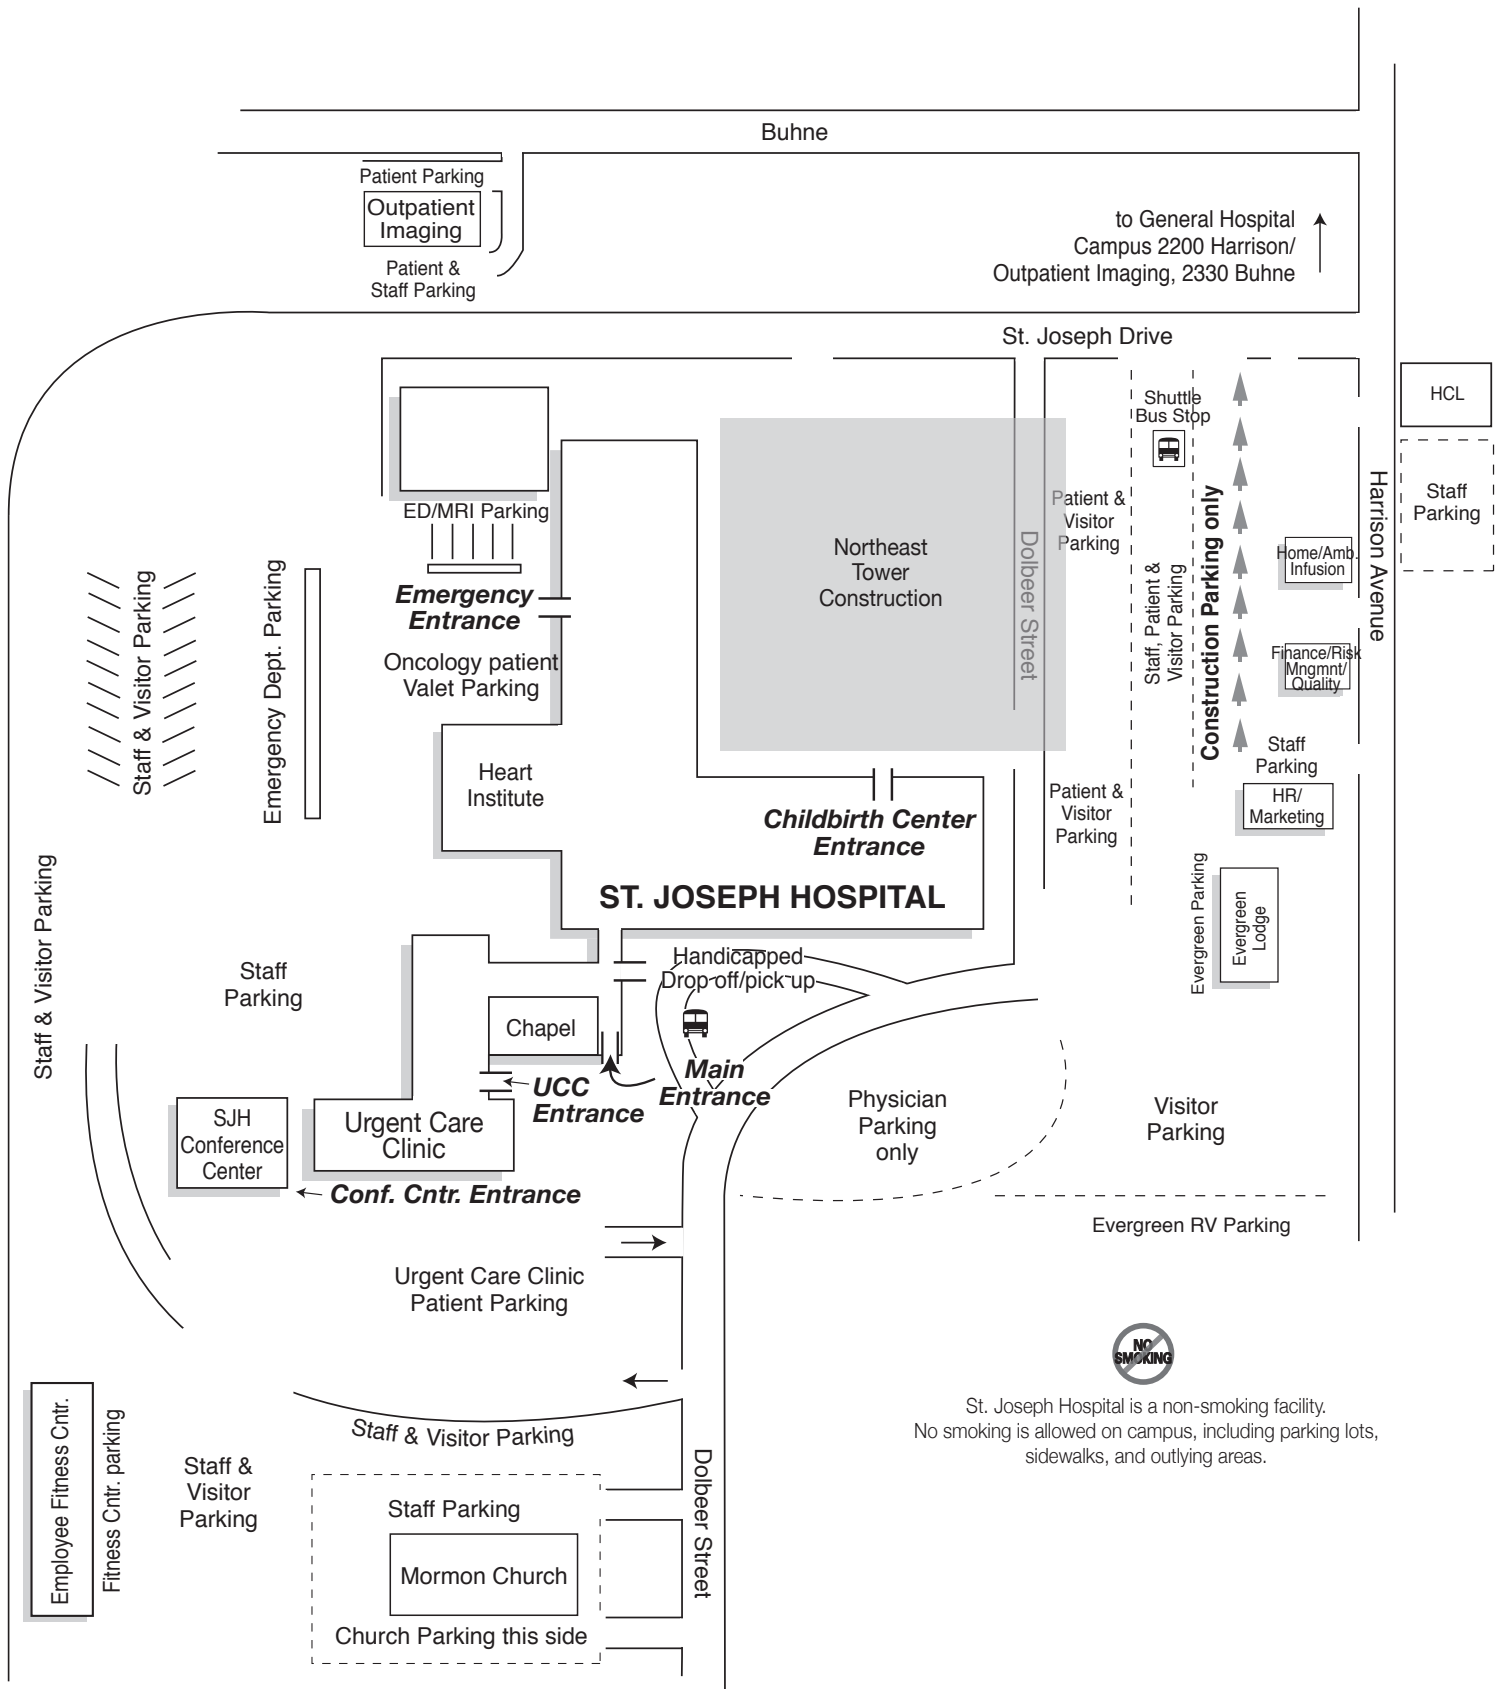 Buhne
Patient Parking
Outpatient
Imaging
Patient &
Staff Parking
to General Hospital
Campus 2200 Harrison/
Outpatient Imaging, 2330 Buhne
St. Joseph Drive
HCL
Staff
Parking
Harrison Avenue
Shuttle
Bus Stop
Construction Parking only
Staff, Patient &
Visitor Parking
Patient &
Visitor
Parking
Dolbeer Street
Northeast
Tower
Construction
ED/MRI Parking
Emergency
Entrance
Oncology patient
Valet Parking
Emergency Dept. Parking
Staff & Visitor Parking
Home/Amb.
Infusion
Finance/Risk
Mngmnt/
Quality
Staff
Parking
HR/
Marketing
Heart
Institute
Childbirth Center
Entrance
Patient &
Visitor
Parking
Evergreen Parking
Evergreen
Lodge
ST. JOSEPH HOSPITAL
Staff & Visitor Parking
Staff
Parking
Handicapped
Drop off/pick up
Chapel
Main
Entrance
UCC
Entrance
Urgent Care
Clinic
SJH
Conference
Center
Conf. Cntr. Entrance
Physician
Parking
only
Visitor
Parking
Evergreen RV Parking
Urgent Care Clinic
Patient Parking
NO
SMOKING
St. Joseph Hospital is a non-smoking facility.
No smoking is allowed on campus, including parking lots,
sidewalks, and outlying areas.
Staff & Visitor Parking
Employee Fitness Cntr.
Fitness Cntr. parking
Staff &
Visitor
Parking
Staff Parking
Mormon Church
Church Parking this side
Dolbeer Street